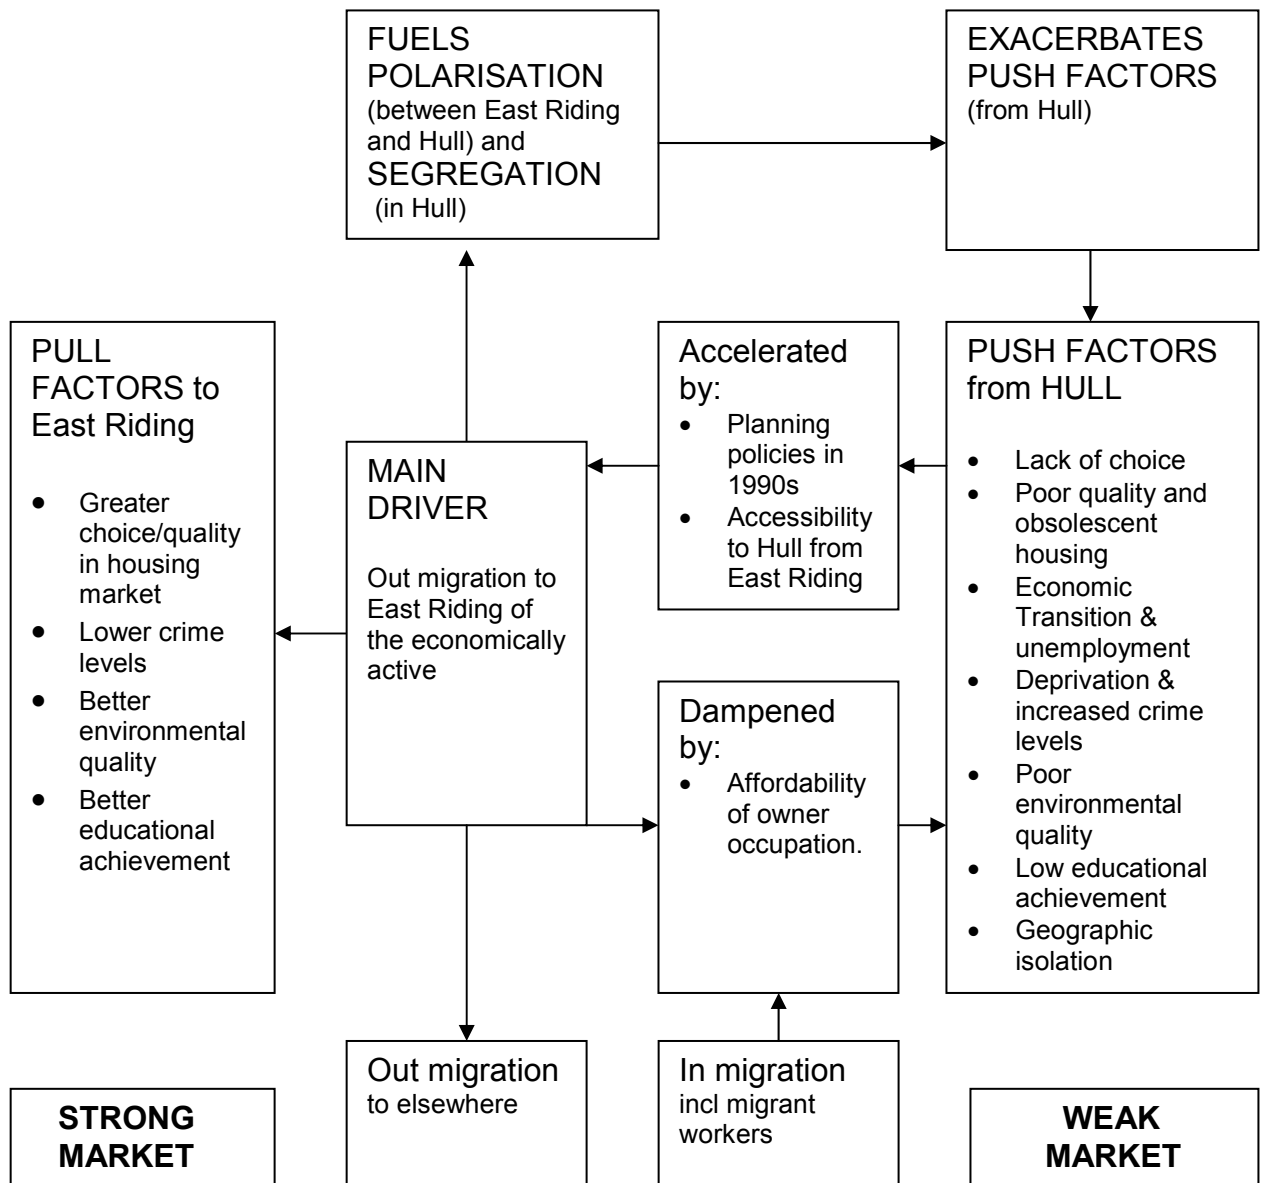 FUELS
POLARISATION
(between East Riding
and Hull) and
SEGREGATION
(in Hull)
EXACERBATES
PUSH FACTORS
(from Hull)
PULL
FACTORS to
East Riding
• Greater
choice/quality
in housing
market
• Lower crime
levels
• Better
environmental
quality
• Better
educational
achievement
MAIN
DRIVER
Out migration to
East Riding of
the economically
active
Accelerated
by:
• Planning
policies in
1990s
• Accessibility
to Hull from
East Riding
Dampened
by:
• Affordability
of owner
occupation.
PUSH FACTORS
from HULL
• Lack of choice
• Poor quality and
obsolescent
housing
• Economic
Transition &
unemployment
• Deprivation &
increased crime
levels
• Poor
environmental
quality
• Low educational
achievement
• Geographic
isolation
STRONG
MARKET
Out migration
to elsewhere
In migration
incl migrant
workers
WEAK
MARKET